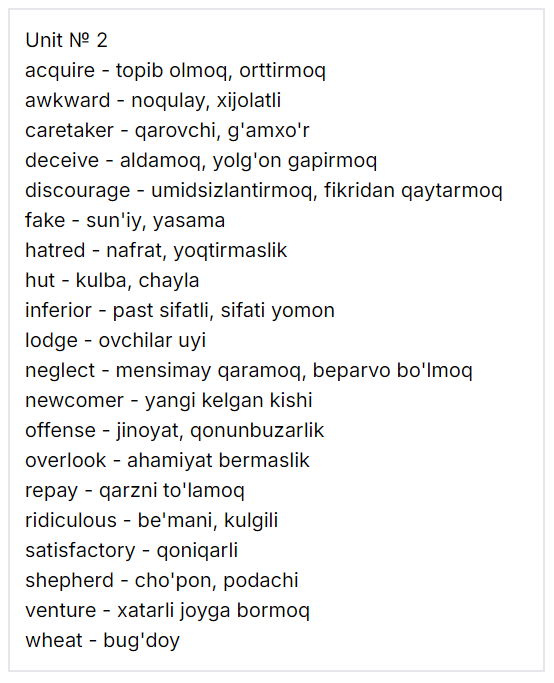 Unit № 2
acquire - topib olmoq, orttirmoq
awkward - noqulay, xijolatli
caretaker - qarovchi, g'amxo'r
deceive - aldamoq, yolg'on gapirmoq
discourage - umidsizlantirmoq, fikridan qaytarmoq
fake - sun'iy, yasama
hatred - nafrat, yoqtirmaslik
hut - kulba, chayla
inferior - past sifatli, sifati yomon
lodge - ovchilar uyi
neglect - mensimay qaramoq, beparvo bo'lmoq
newcomer - yangi kelgan kishi
offense - jinoyat, qonunbuzarlik
overlook - ahamiyat bermaslik
repay - qarzni to'lamoq
ridiculous - be'mani, kulgili
satisfactory - qoniqarli
shepherd - cho'pon, podachi
venture - xatarli joyga bormoq
wheat - bug'doy